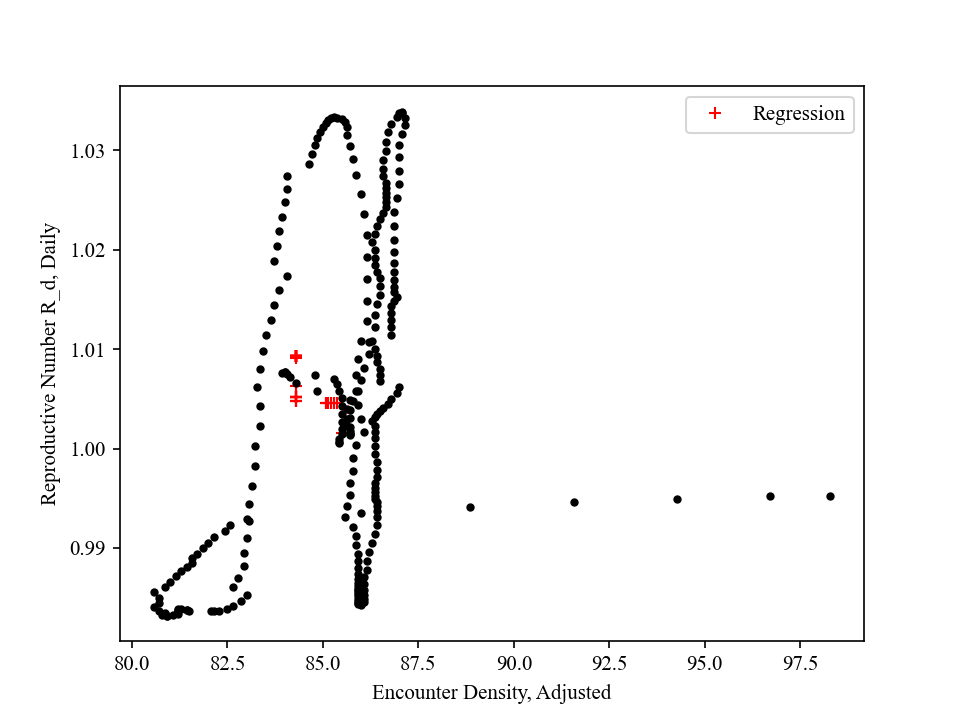 Regression
1.03
1.02
1.01
1.00
0.99
Reproductive Number R_d, Daily
80.0 82.5 85.0 87.5 90.0 92.5 95.0 97.5
Encounter Density, Adjusted